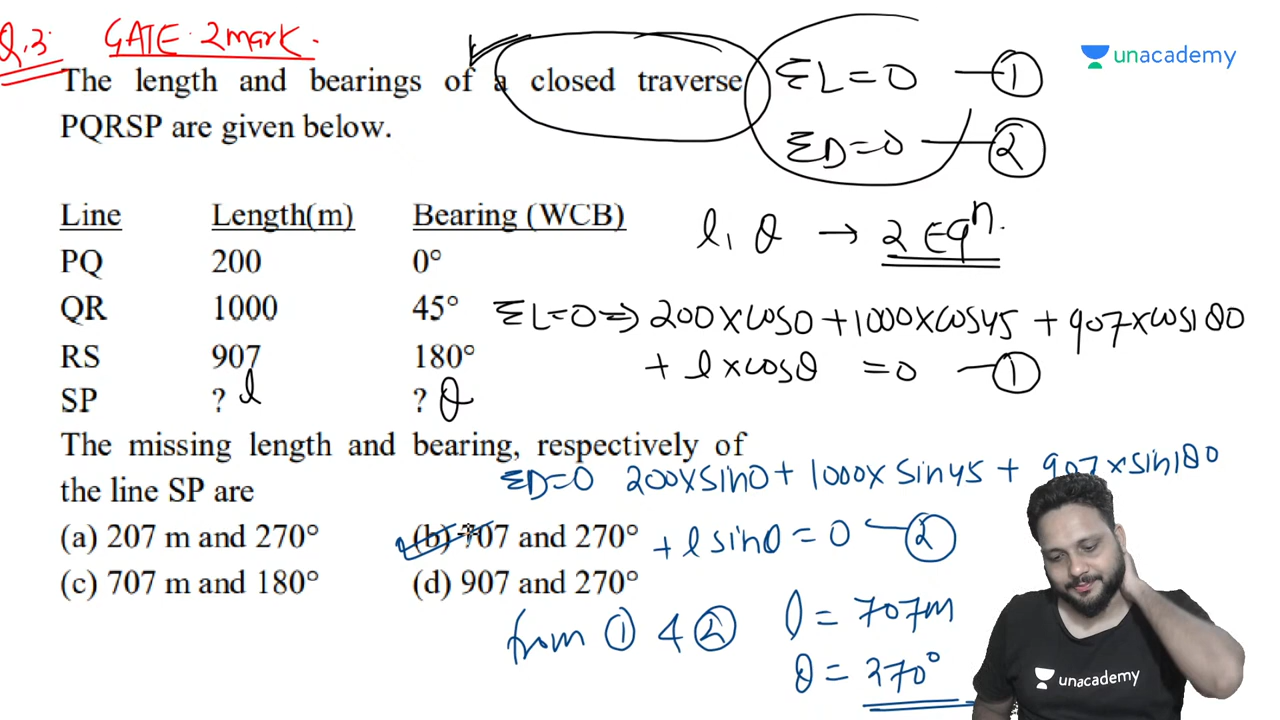 Q.3. GATE 2mark.
unacademy
The length and bearings of a closed traverse
PQRSP are given below.
ΣL=0 —①
ΣD=0 —②
Line Length(m) Bearing (WCB)
PQ 200 0°
QR 1000 45°
RS 907 180°
SP ? l ? θ
l, θ → 2 Eqⁿ.
ΣL=0 ⇒ 200×cos0 + 1000×cos45 + 907×cos180
+ l×cosθ = 0 —①
The missing length and bearing, respectively of
the line SP are
(a) 207 m and 270° (b) 707 and 270°
(c) 707 m and 180° (d) 907 and 270°
ΣD=0 200×sin0 + 1000× sin45 + 907×sin180
+ l sinθ = 0 —②
from ① & ② l = 707m
θ = 270°
unacademy